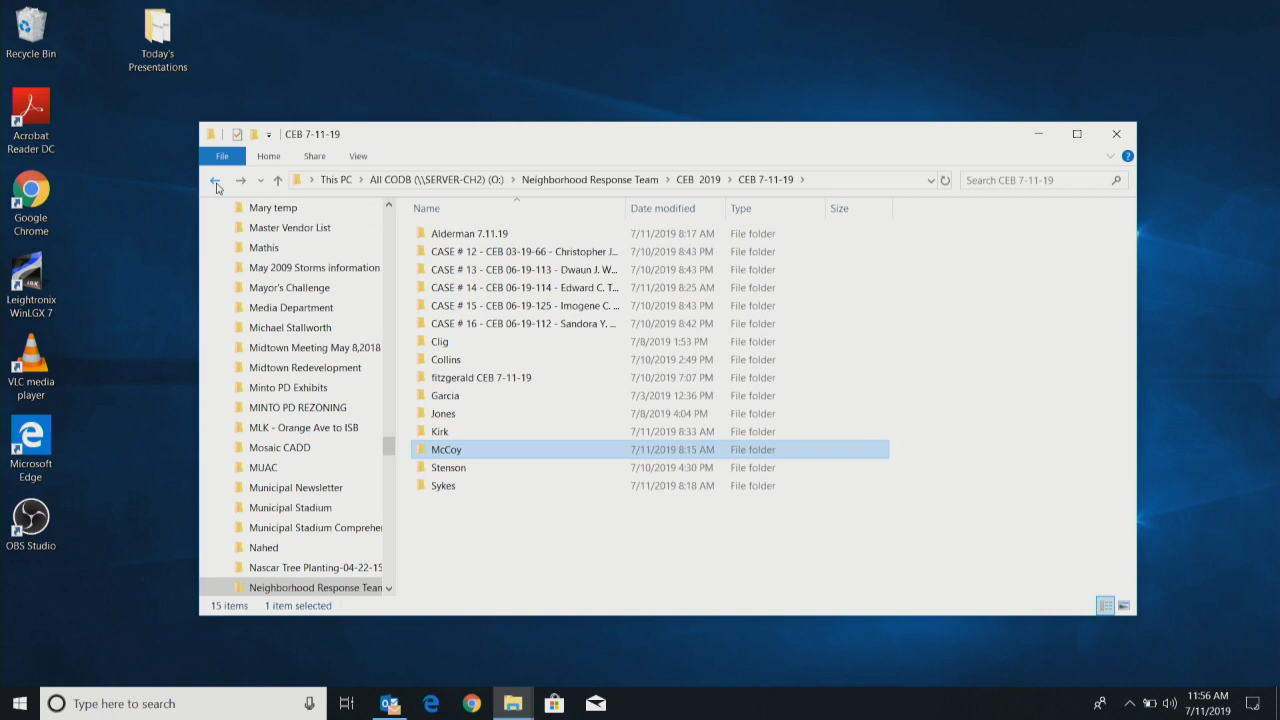 Recycle Bin
Today's
Presentations
Acrobat
Reader DC
Google
Chrome
Leightronix
WinLGX 7
VLC media
player
Microsoft
Edge
OBS Studio
CEB 7-11-19
File Home Share View
This PC > All CODB (\\SERVER-CH2) (O:) > Neighborhood Response Team > CEB 2019 > CEB 7-11-19 >
Search CEB 7-11-19
Mary temp
Master Vendor List
Mathis
May 2009 Storms information
Mayor's Challenge
Media Department
Michael Stallworth
Midtown Meeting May 8,2018
Midtown Redevelopment
Minto PD Exhibits
MINTO PD REZONING
MLK - Orange Ave to ISB
Mosaic CADD
MUAC
Municipal Newsletter
Municipal Stadium
Municipal Stadium Comprehen
Nahed
Nascar Tree Planting-04-22-15
Neighborhood Response Team
Name Date modified Type Size
Alderman 7.11.19 7/11/2019 8:17 AM File folder
CASE # 12 - CEB 03-19-66 - Christopher J... 7/10/2019 8:43 PM File folder
CASE # 13 - CEB 06-19-113 - Dwaun J. W... 7/10/2019 8:43 PM File folder
CASE # 14 - CEB 06-19-114 - Edward C. T... 7/11/2019 8:25 AM File folder
CASE # 15 - CEB 06-19-125 - Imogene C. ... 7/10/2019 8:43 PM File folder
CASE # 16 - CEB 06-19-112 - Sandora Y. ... 7/10/2019 8:42 PM File folder
Clig 7/8/2019 1:53 PM File folder
Collins 7/10/2019 2:49 PM File folder
fitzgerald CEB 7-11-19 7/10/2019 7:07 PM File folder
Garcia 7/3/2019 12:36 PM File folder
Jones 7/8/2019 4:04 PM File folder
Kirk 7/11/2019 8:33 AM File folder
McCoy 7/11/2019 8:15 AM File folder
Stenson 7/10/2019 4:30 PM File folder
Sykes 7/11/2019 8:18 AM File folder
15 items 1 item selected
Type here to search
11:56 AM
7/11/2019